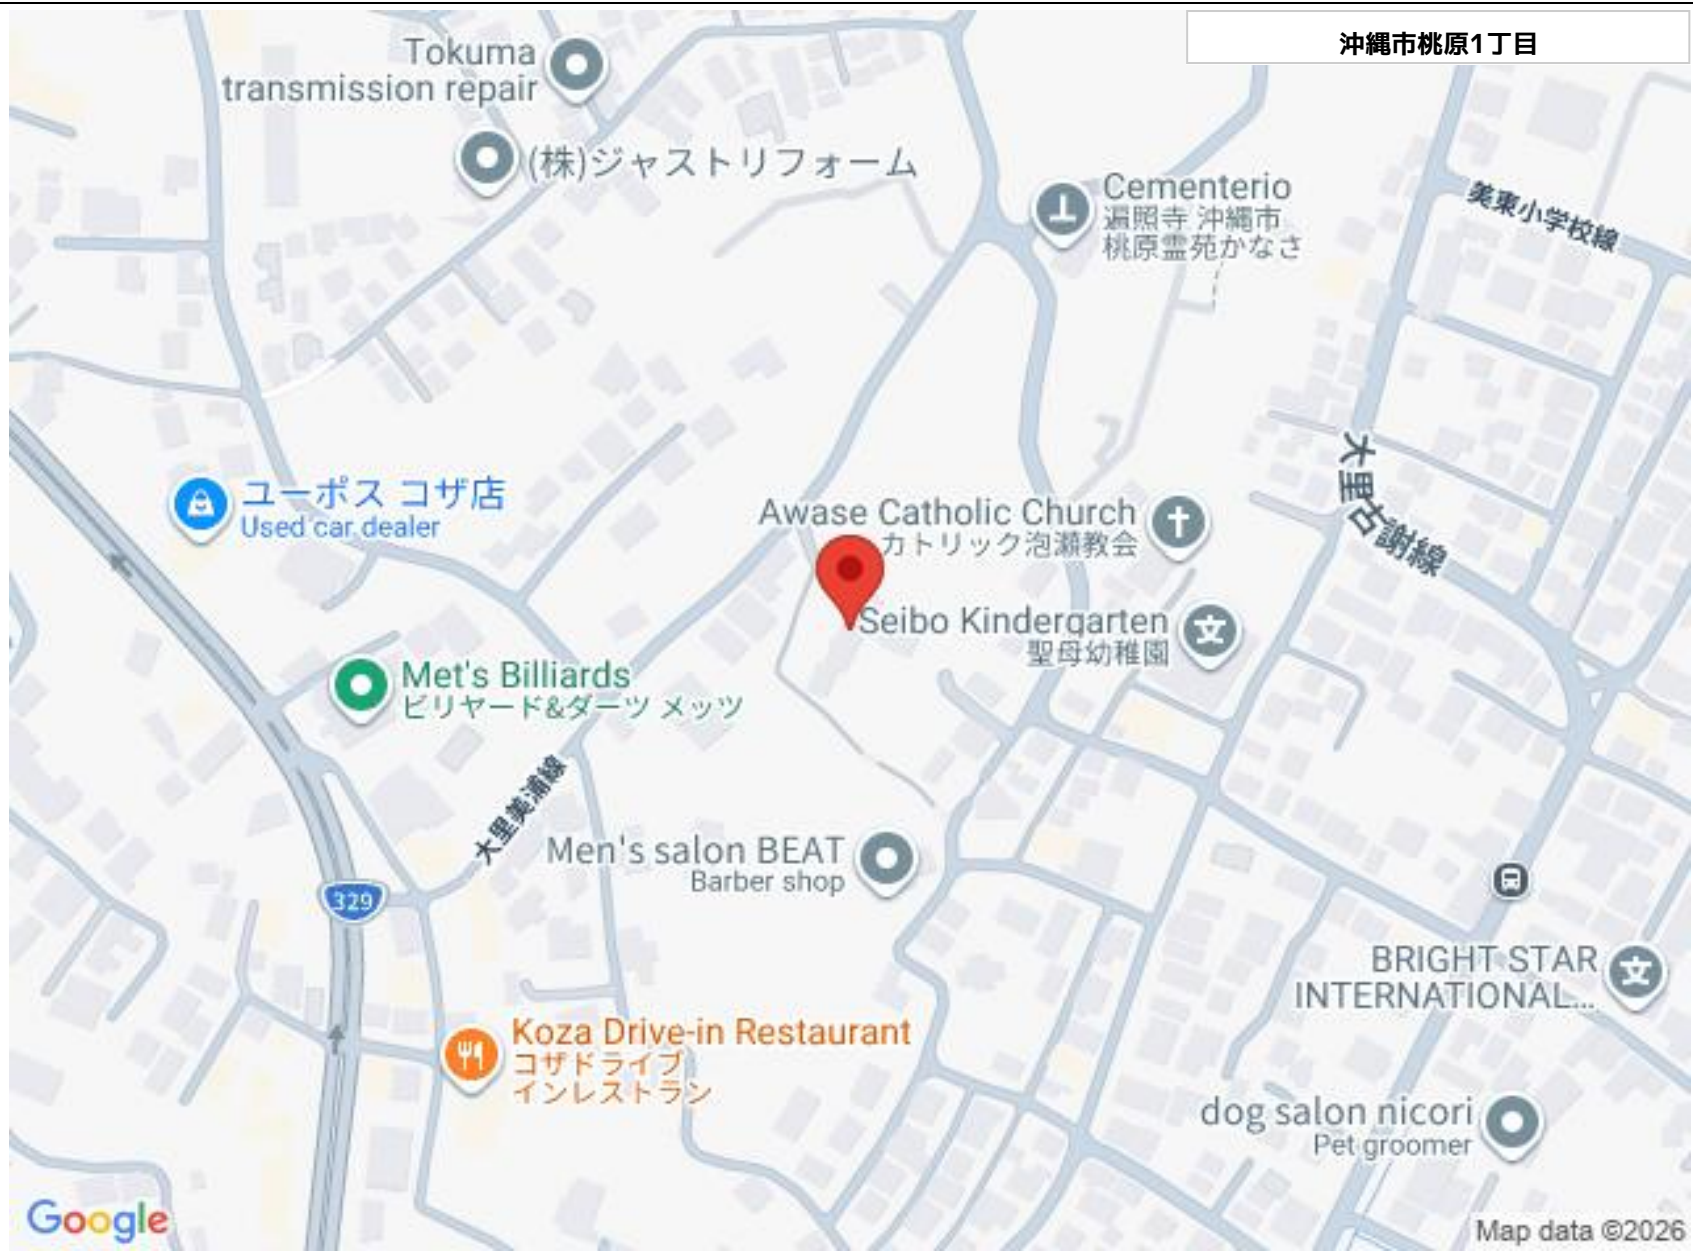 沖縄市桃原1丁目
Tokuma
transmission repair
(株)ジャストリフォーム
Cementerio
遍照寺 沖縄市
桃原霊苑かなさ
美東小学校線
大里古謝線
ユーポス コザ店
Used car dealer
Awase Catholic Church
カトリック泡瀬教会
Seibo Kindergarten
聖母幼稚園
Met's Billiards
ビリヤード&ダーツ メッツ
大里美浦線
Men's salon BEAT
Barber shop
329
BRIGHT STAR
INTERNATIONAL...
Koza Drive-in Restaurant
コザドライブ
インレストラン
dog salon nicori
Pet groomer
Google
Map data ©2026